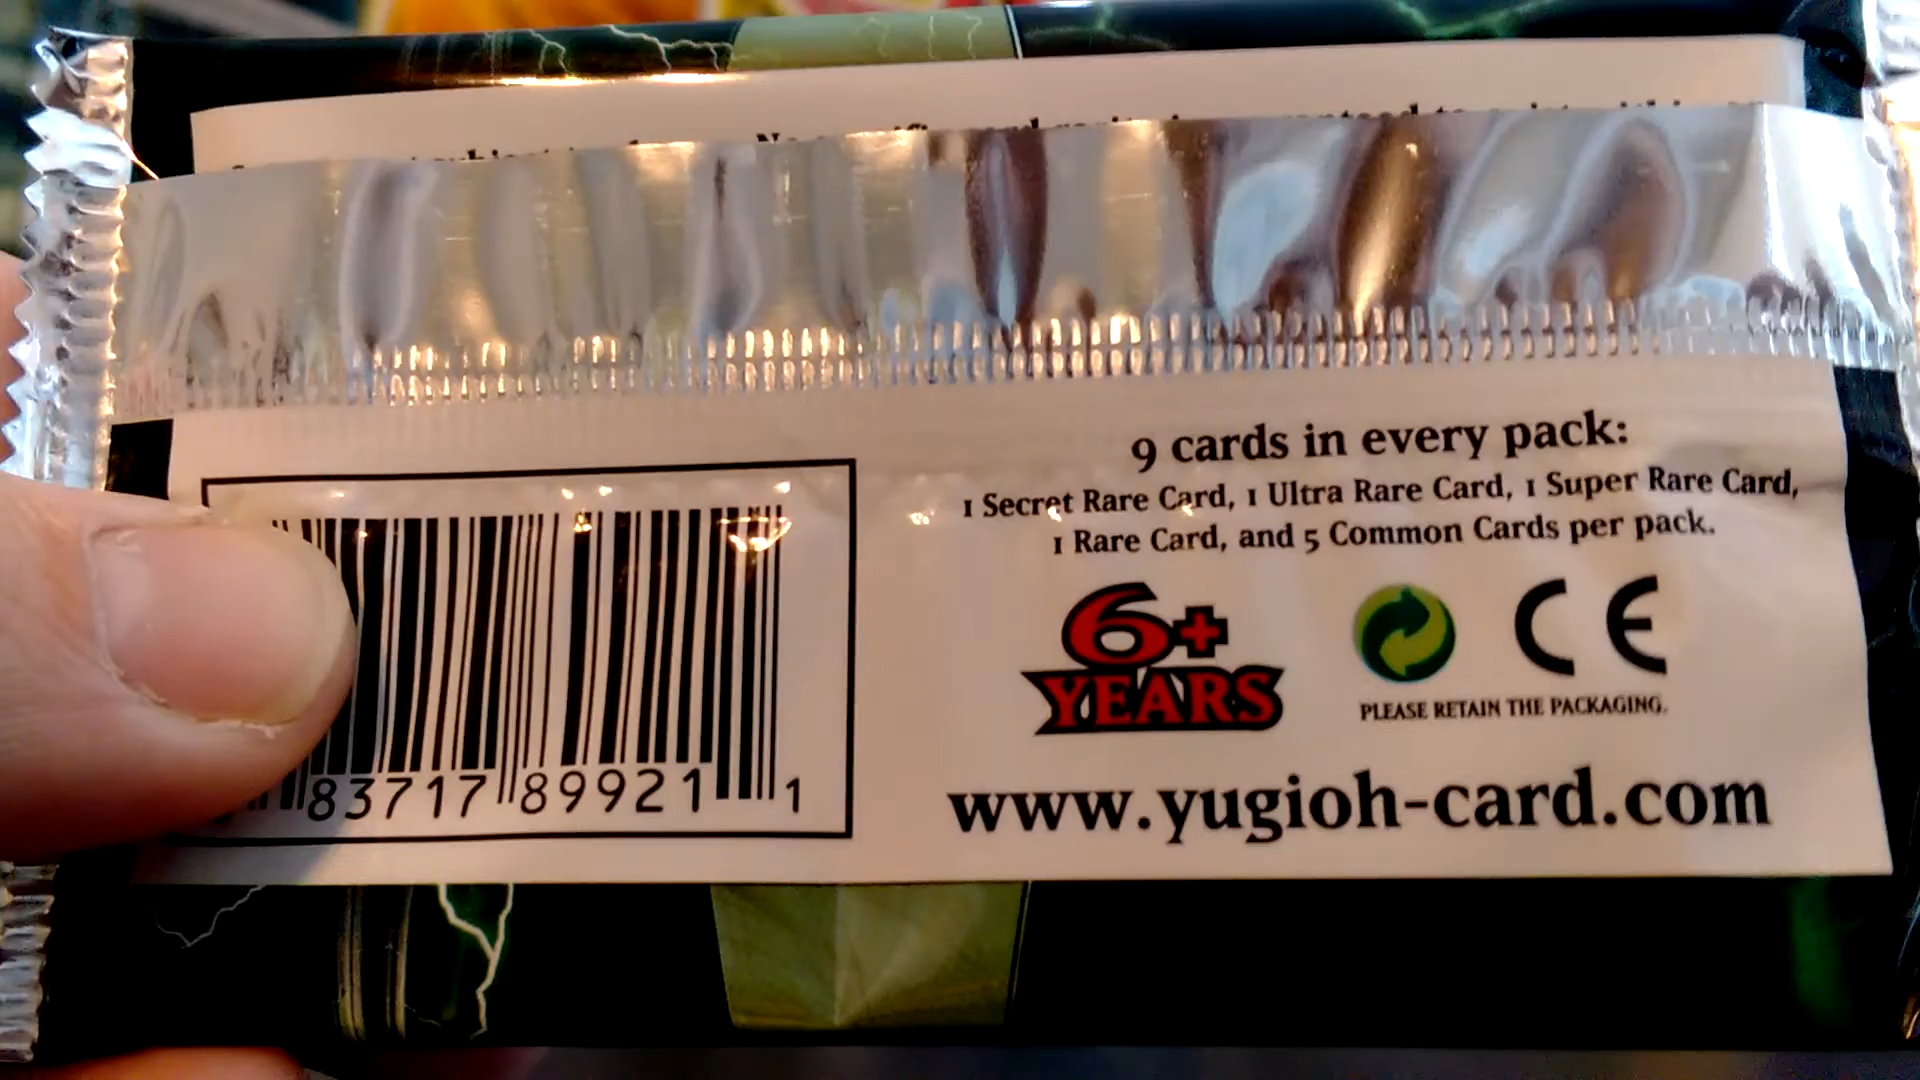 9 cards in every pack:
1 Secret Rare Card, 1 Ultra Rare Card, 1 Super Rare Card,
1 Rare Card, and 5 Common Cards per pack.
6+
YEARS
CE
PLEASE RETAIN THE PACKAGING.
83717 89921 1
www.yugioh-card.com